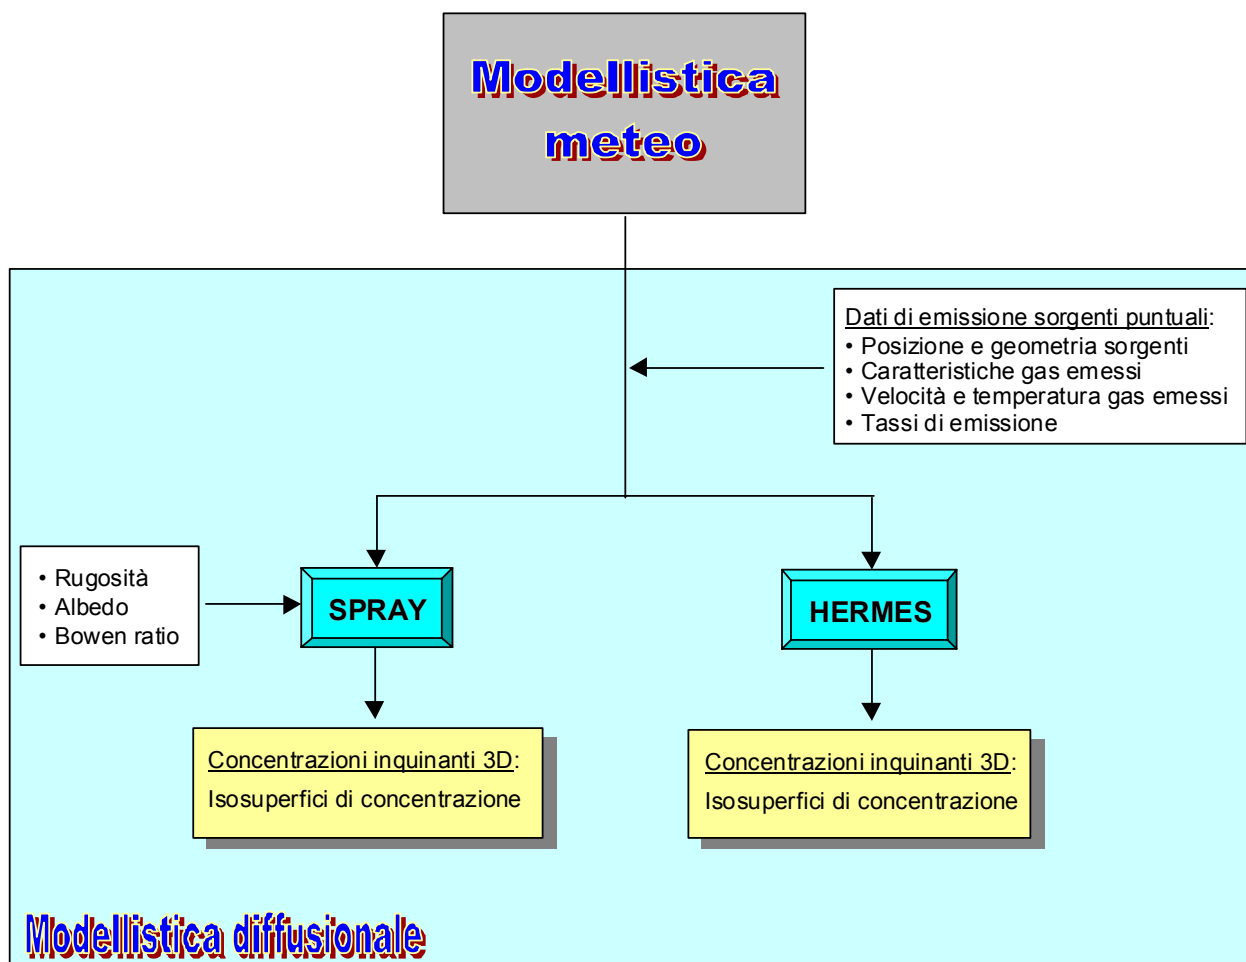 Modellistica
meteo
Dati di emissione sorgenti puntuali:
• Posizione e geometria sorgenti
• Caratteristiche gas emessi
• Velocità e temperatura gas emessi
• Tassi di emissione
• Rugosità
• Albedo
• Bowen ratio
SPRAY
HERMES
Concentrazioni inquinanti 3D:
Isosuperfici di concentrazione
Concentrazioni inquinanti 3D:
Isosuperfici di concentrazione
Modellistica diffusionale